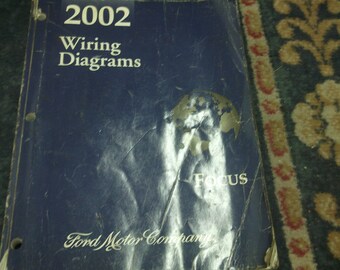 2002
Wiring
Diagrams
FOCUS
Ford Motor Company